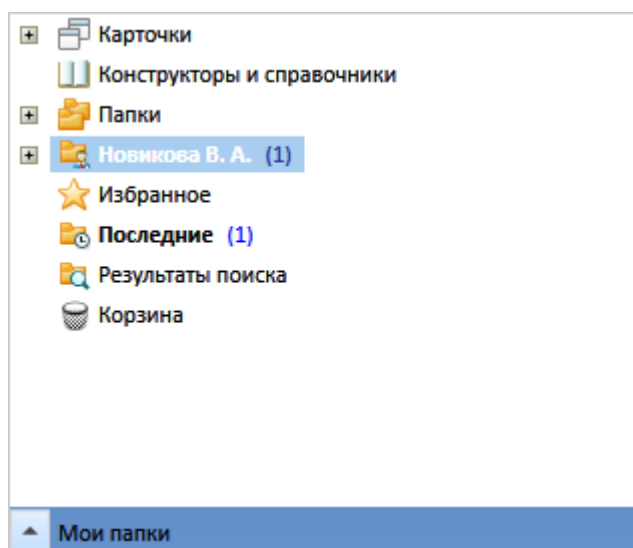 Карточки
Конструкторы и справочники
Папки
Новикова В. А. (1)
Избранное
Последние (1)
Результаты поиска
Корзина
Мои папки